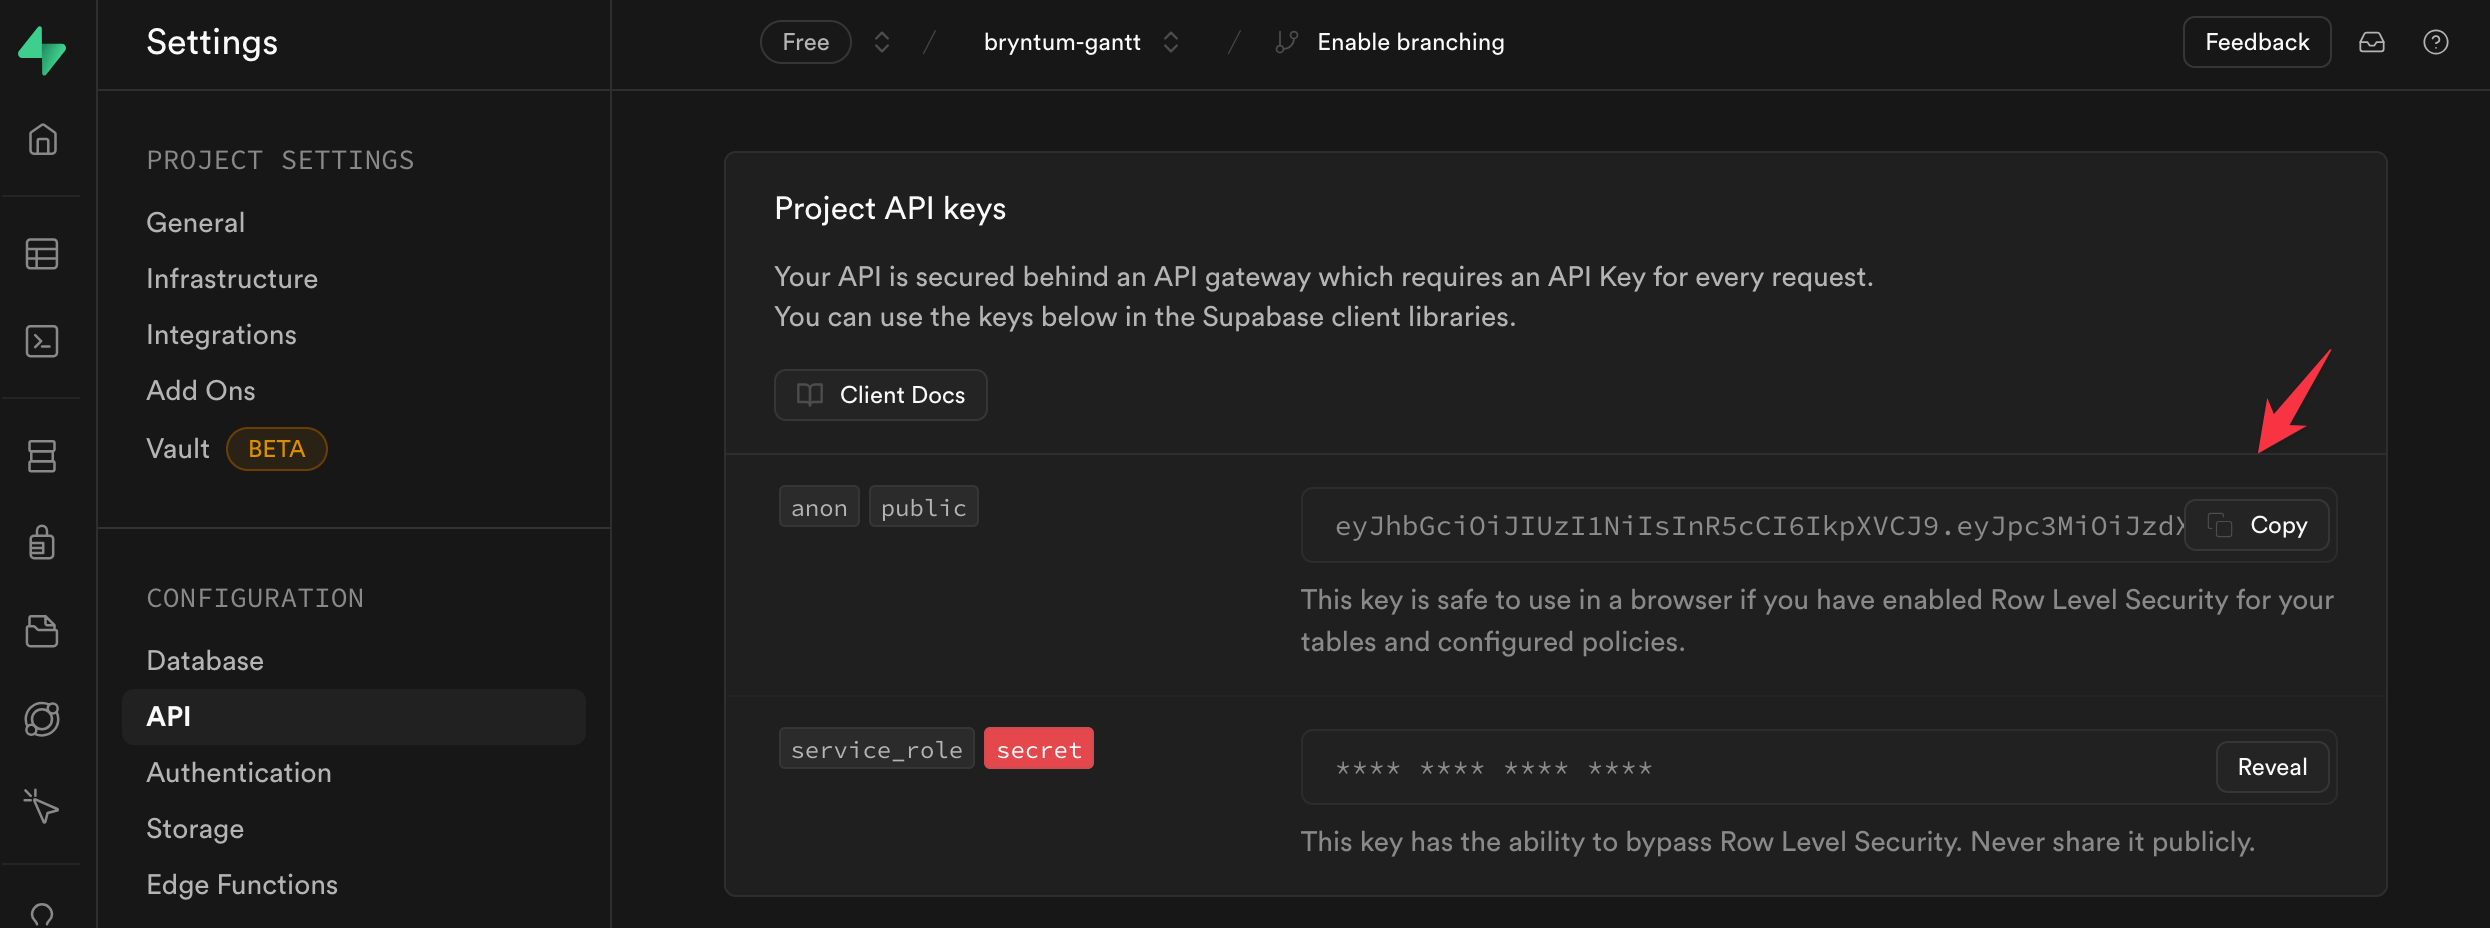 Settings
Free / bryntum-gantt / Enable branching
Feedback
PROJECT SETTINGS
General
Infrastructure
Integrations
Add Ons
Vault BETA
CONFIGURATION
Database
API
Authentication
Storage
Edge Functions
Project API keys
Your API is secured behind an API gateway which requires an API Key for every request.
You can use the keys below in the Supabase client libraries.
Client Docs
anon public
eyJhbGciOiJIUzI1NiIsInR5cCI6IkpXVCJ9.eyJpc3MiOiJzdX Copy
This key is safe to use in a browser if you have enabled Row Level Security for your
tables and configured policies.
service_role secret
**** **** **** **** Reveal
This key has the ability to bypass Row Level Security. Never share it publicly.